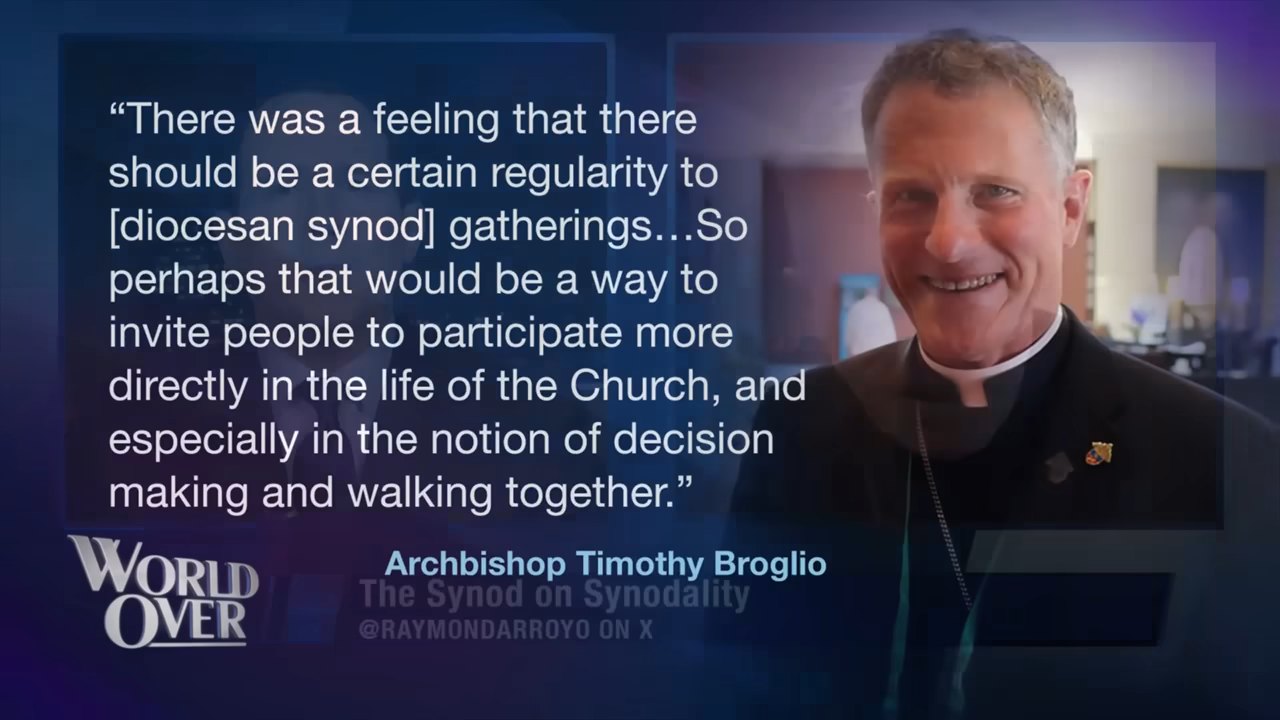 “There was a feeling that there
should be a certain regularity to
[diocesan synod] gatherings…So
perhaps that would be a way to
invite people to participate more
directly in the life of the Church, and
especially in the notion of decision
making and walking together.”
Archbishop Timothy Broglio
The Synod on Synodality
@RAYMONDARROYO ON X
WORLD
OVER